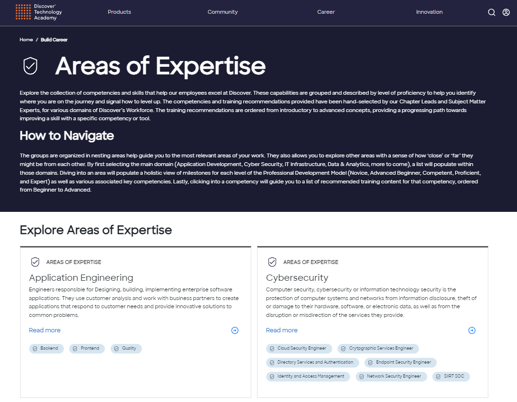 Discover
Technology
Academy
Products
Community
Career
Innovation
Home / Build Career
Areas of Expertise
Explore the collection of competencies and skills that help our employees excel at Discover. These capabilities are grouped and described by level of proficiency to help you identify
where you are on the journey and signal how to level up. The competencies and training recommendations provided have been hand-selected by our Chapter Leads and Subject Matter
Experts, for various domains of Discover's Workforce. The training recommendations are ordered from introductory to advanced concepts, providing a progressing path towards
improving a skill with a specific competency or tool.
How to Navigate
The groups are organized in nesting areas help guide you to the most relevant areas of your work. They also allows you to explore other areas with a sense of how 'close' or 'far' they
might be from each other. By first selecting the main domain (Application Development, Cyber Security, IT Infrastructure, Data & Analytics, more to come), a list will populate within
those domains. Diving into an area will populate a holistic view of milestones for each level of the Professional Development Model (Novice, Advanced Beginner, Competent, Proficient,
and Expert) as well as various associated key competencies. Lastly, clicking into a competency will guide you to a list of recommended training content for that competency, ordered
from Beginner to Advanced.
Explore Areas of Expertise
AREAS OF EXPERTISE
Application Engineering
Engineers responsible for Designing, building, implementing enterprise software
applications. They use customer analysis and work with business partners to create
applications that respond to customer needs and provide innovative solutions to
common problems.
Read more
Backend
Frontend
Quality
AREAS OF EXPERTISE
Cybersecurity
Computer security, cybersecurity or information technology security is the
protection of computer systems and networks from information disclosure, theft of
or damage to their hardware, software, or electronic data, as well as form the
disruption or misdirection of the services they provide.
Read more
Cloud Security Engineer
Cryptographic Services Engineer
Directory Services and Authentication
Endpoint Security Engineer
Identity and Access Management
Network Security Engineer
SIRT SOC